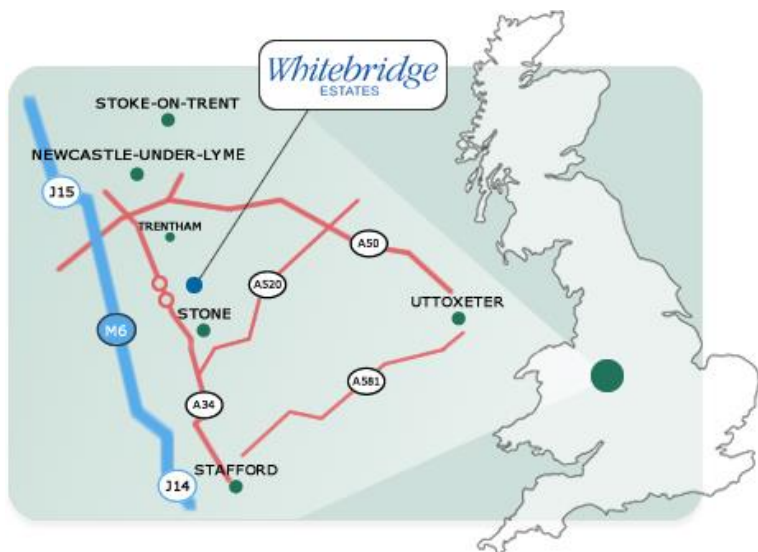 Whitebridge
ESTATES
STOKE-ON-TRENT
NEWCASTLE-UNDER-LYME
J15
TRENTHAM
A50
A520
STONE
UTTOXETER
M6
A581
A34
STAFFORD
J14